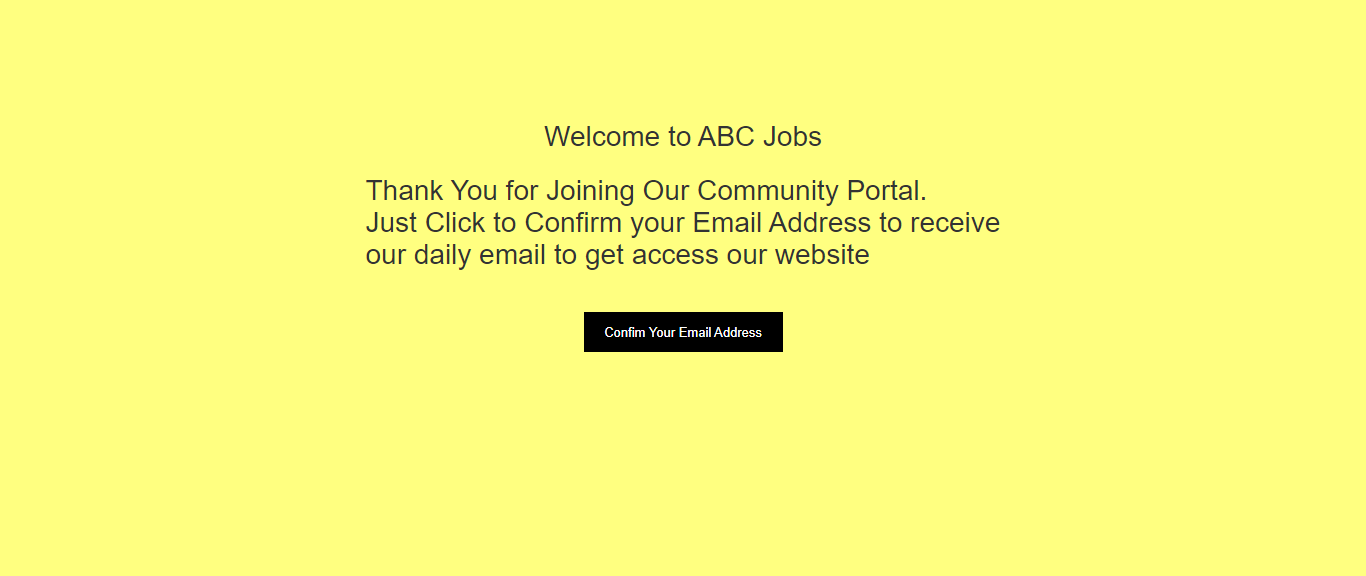 Welcome to ABC Jobs
Thank You for Joining Our Community Portal.
Just Click to Confirm your Email Address to receive
our daily email to get access our website
Confim Your Email Address